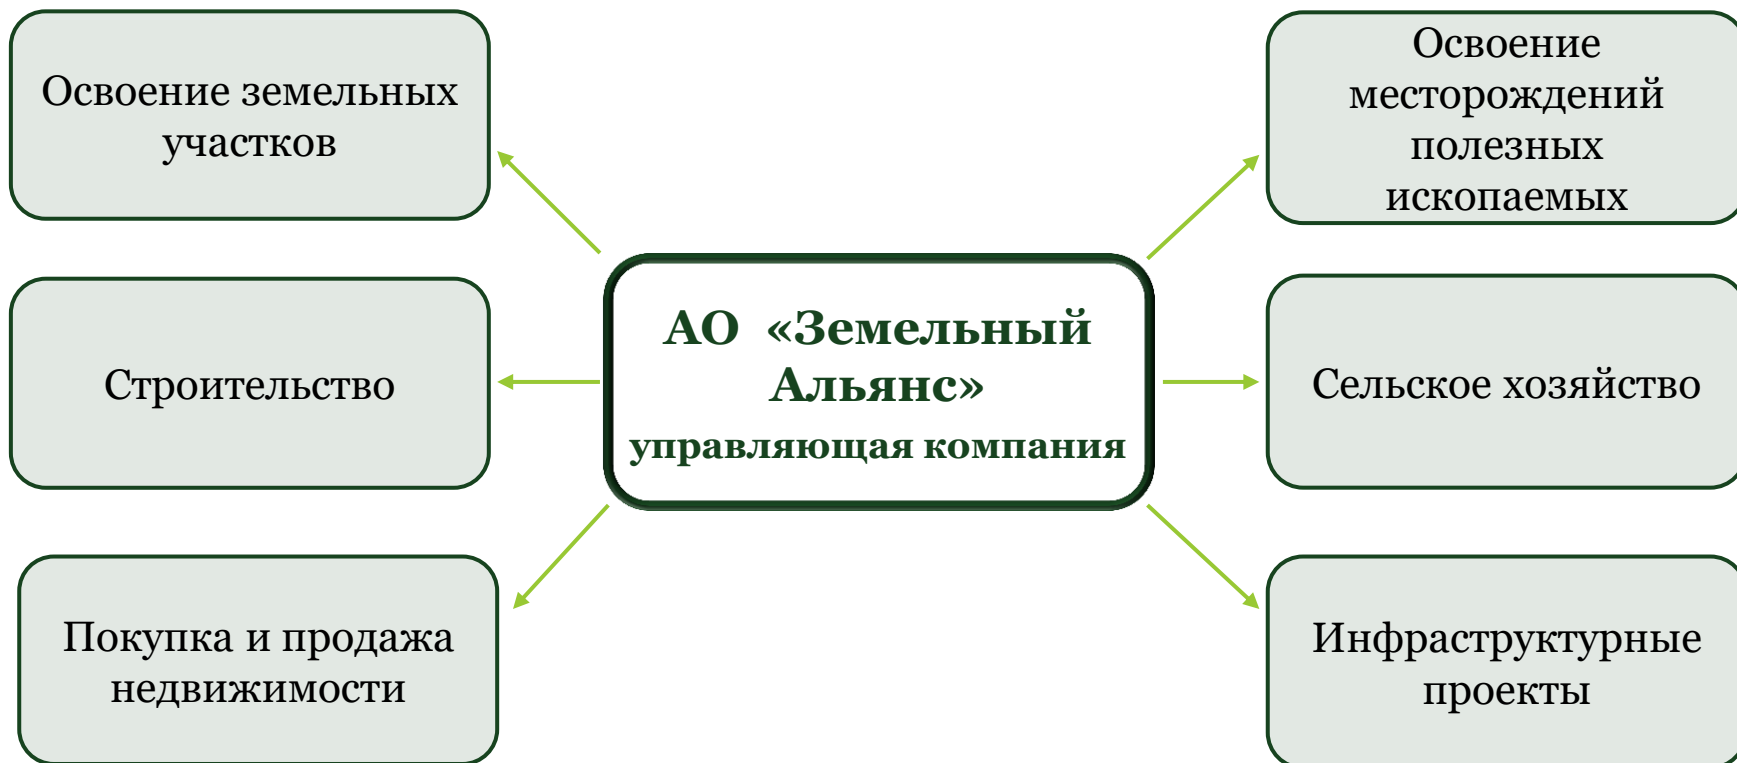 Освоение земельных
участков
Строительство
Покупка и продажа
недвижимости
АО «Земельный
Альянс»
управляющая компания
Освоение
месторождений
полезных
ископаемых
Сельское хозяйство
Инфраструктурные
проекты